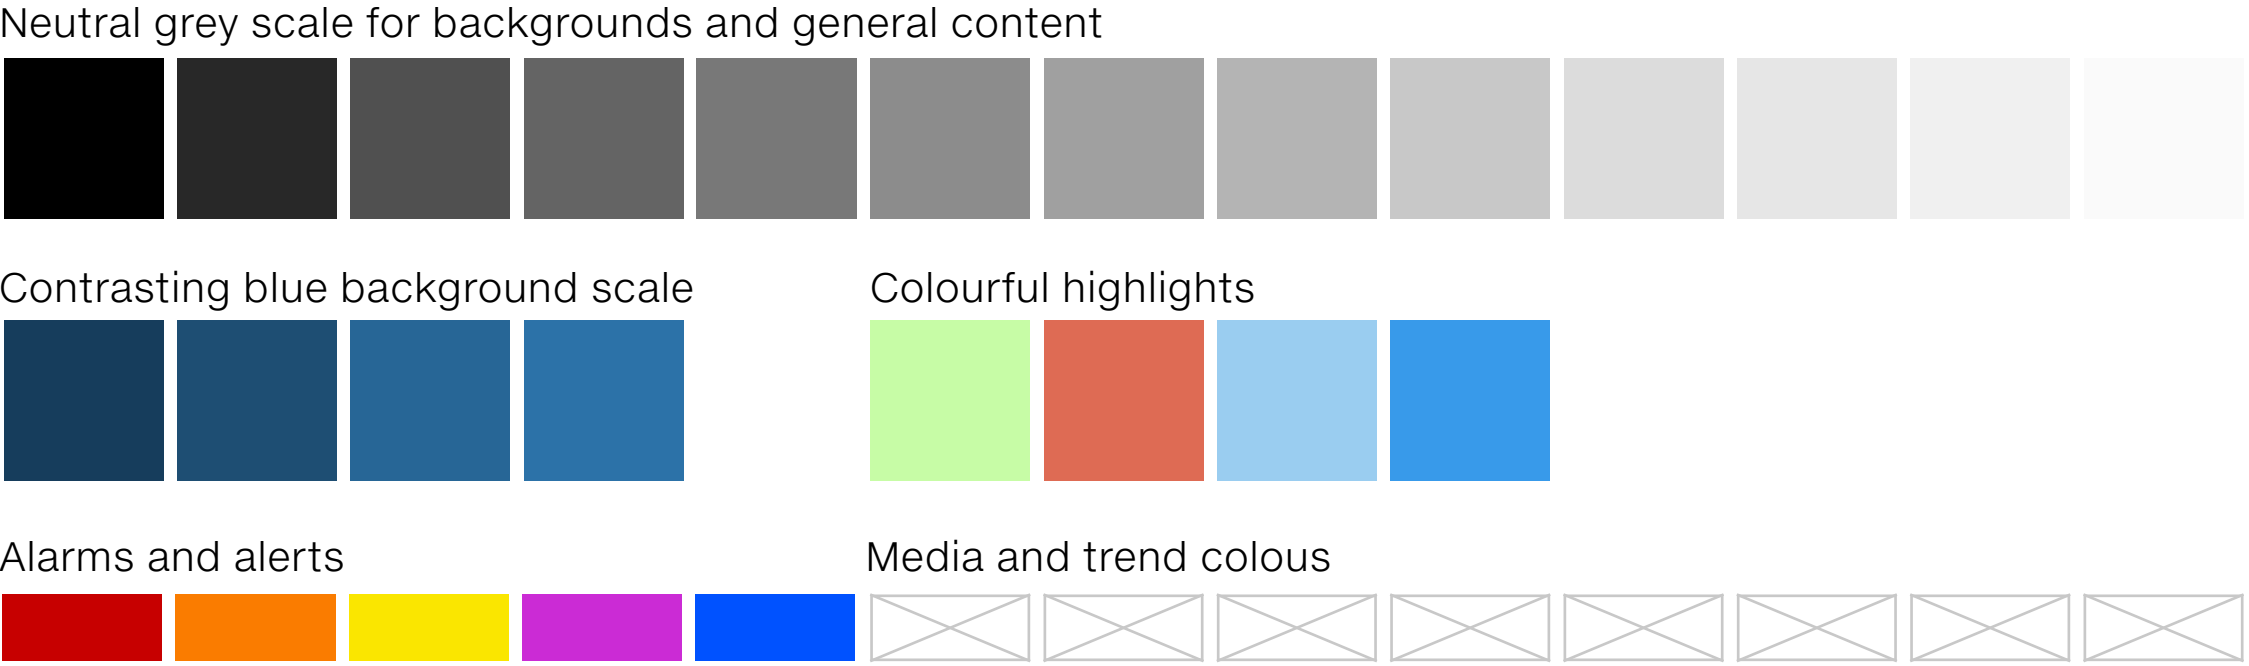 Neutral grey scale for backgrounds and general content
Contrasting blue background scale
Colourful highlights
Alarms and alerts
Media and trend colous